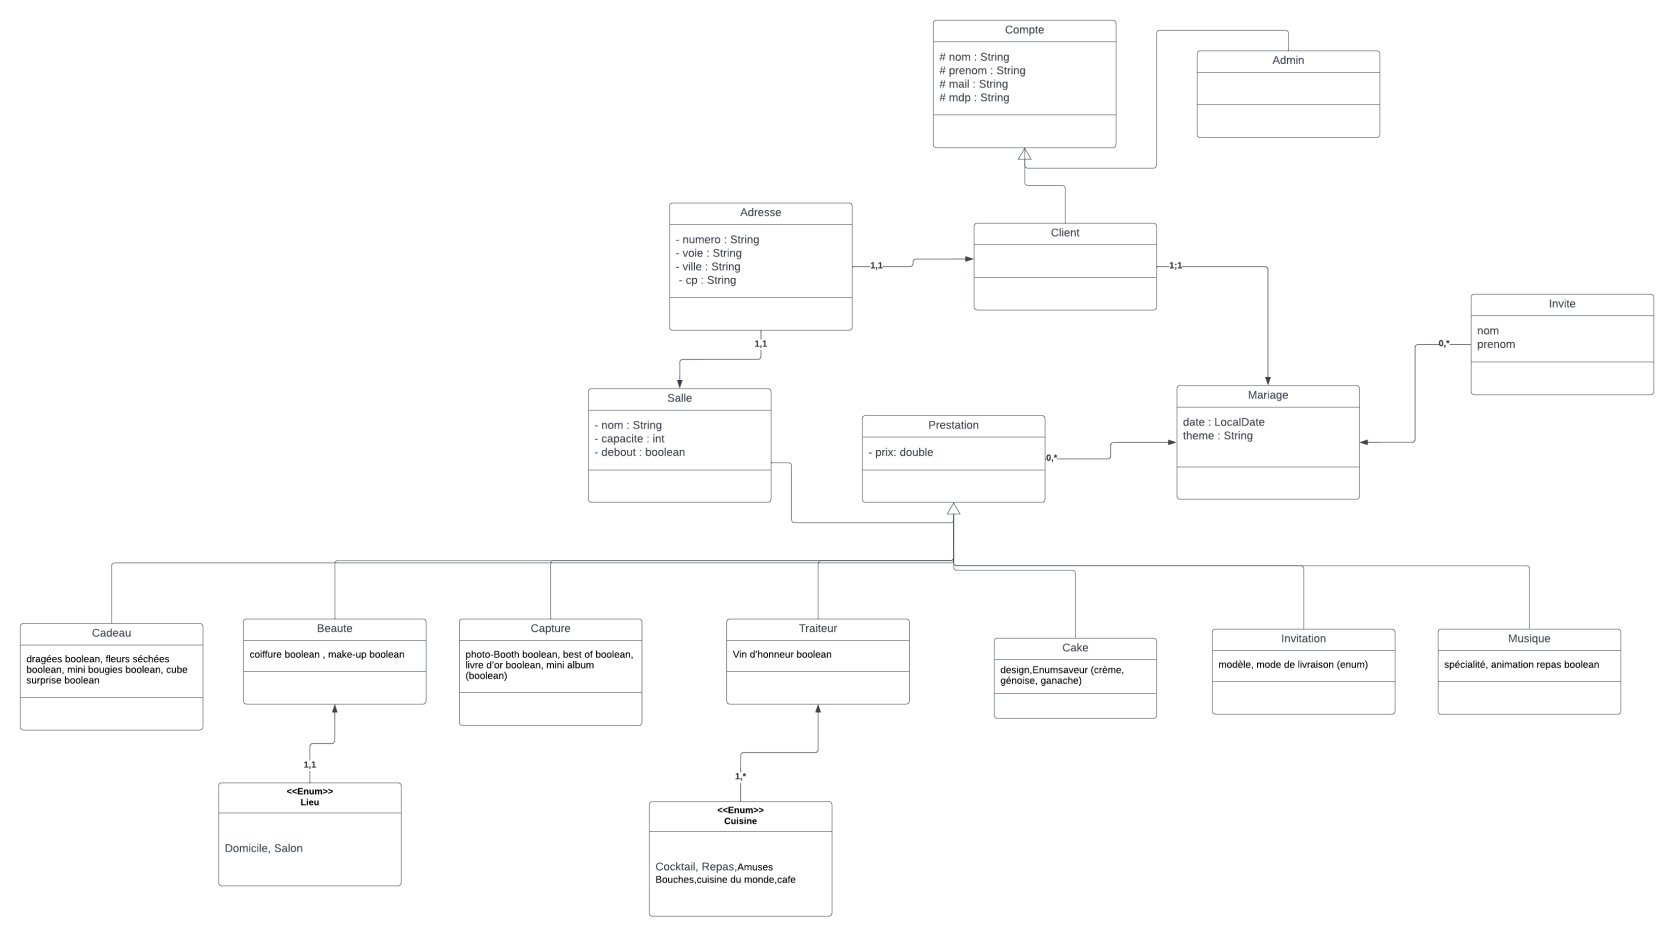 Compte
# nom : String
# prenom : String
# mail : String
# mdp : String
Admin
Adresse
- numero : String
- voie : String
- ville : String
- cp : String
1,1
Client
1;1
1,1
Invite
nom
prenom
0,*
Salle
- nom : String
- capacite : int
- debout : boolean
Prestation
- prix: double
0,*
Mariage
date : LocalDate
theme : String
Cadeau
dragées boolean, fleurs séchées
boolean, mini bougies boolean, cube
surprise boolean
Beaute
coiffure boolean , make-up boolean
Capture
photo-Booth boolean, best of boolean,
livre d'or boolean, mini album
(boolean)
Traiteur
Vin d'honneur boolean
Cake
design,Enumsaveur (crème,
génoise, ganache)
Invitation
modèle, mode de livraison (enum)
Musique
spécialité, animation repas boolean
1,1
<<Enum>>
Lieu
Domicile, Salon
1,*
<<Enum>>
Cuisine
Cocktail, Repas,Amuses
Bouches,cuisine du monde,cafe